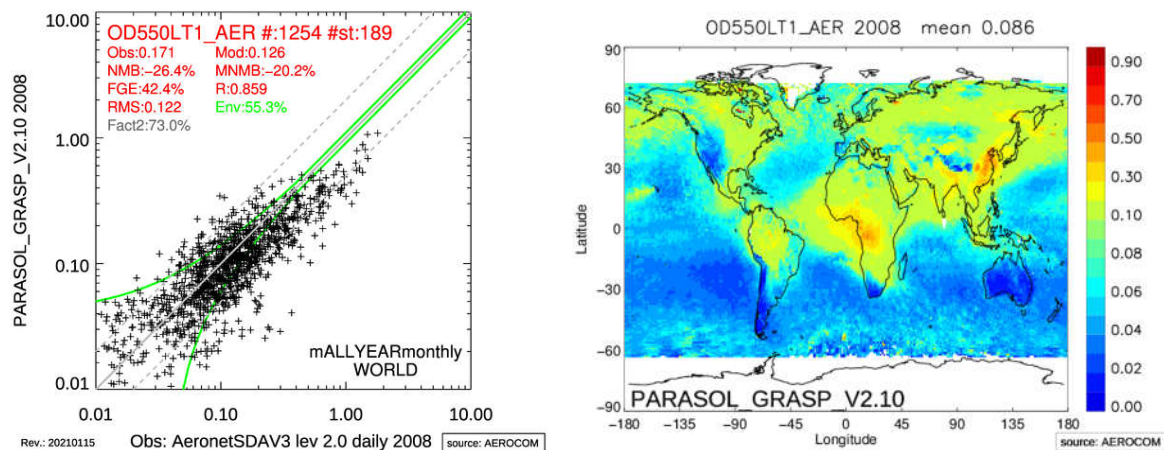 10.00
OD550LT1_AER #:1254 #st:189
Obs:0.171 Mod:0.126
NMB:-26.4% MNMB:-20.2%
FGE:42.4% R:0.859
RMS:0.122 Env:55.3%
Fact2:73.0%
PARASOL_GRASP_V2.10 2008
1.00
0.10
mALLYEARmonthly
WORLD
0.01
0.01 0.10 1.00 10.00
Rev.: 20210115 Obs: AeronetSDAV3 lev 2.0 daily 2008 source: AEROCOM
OD550LT1_AER 2008 mean 0.086
90
60
30
0
-30
-60
-90
Latitude
PARASOL_GRASP_V2.10
-180 -135 -90 -45 0 45 90 135 180
Longitude
0.90
0.70
0.50
0.30
0.10
0.08
0.06
0.04
0.02
0.00
source: AEROCOM